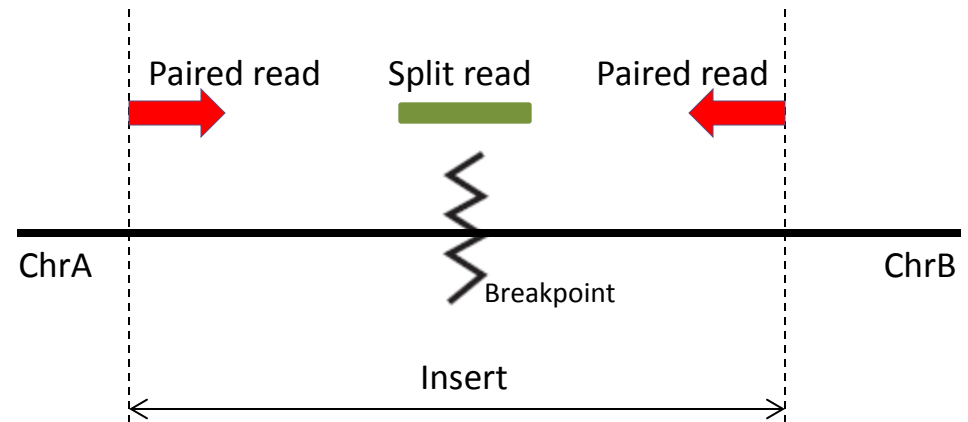 Paired read
Split read
Paired read
ChrA
ChrB
Breakpoint
Insert